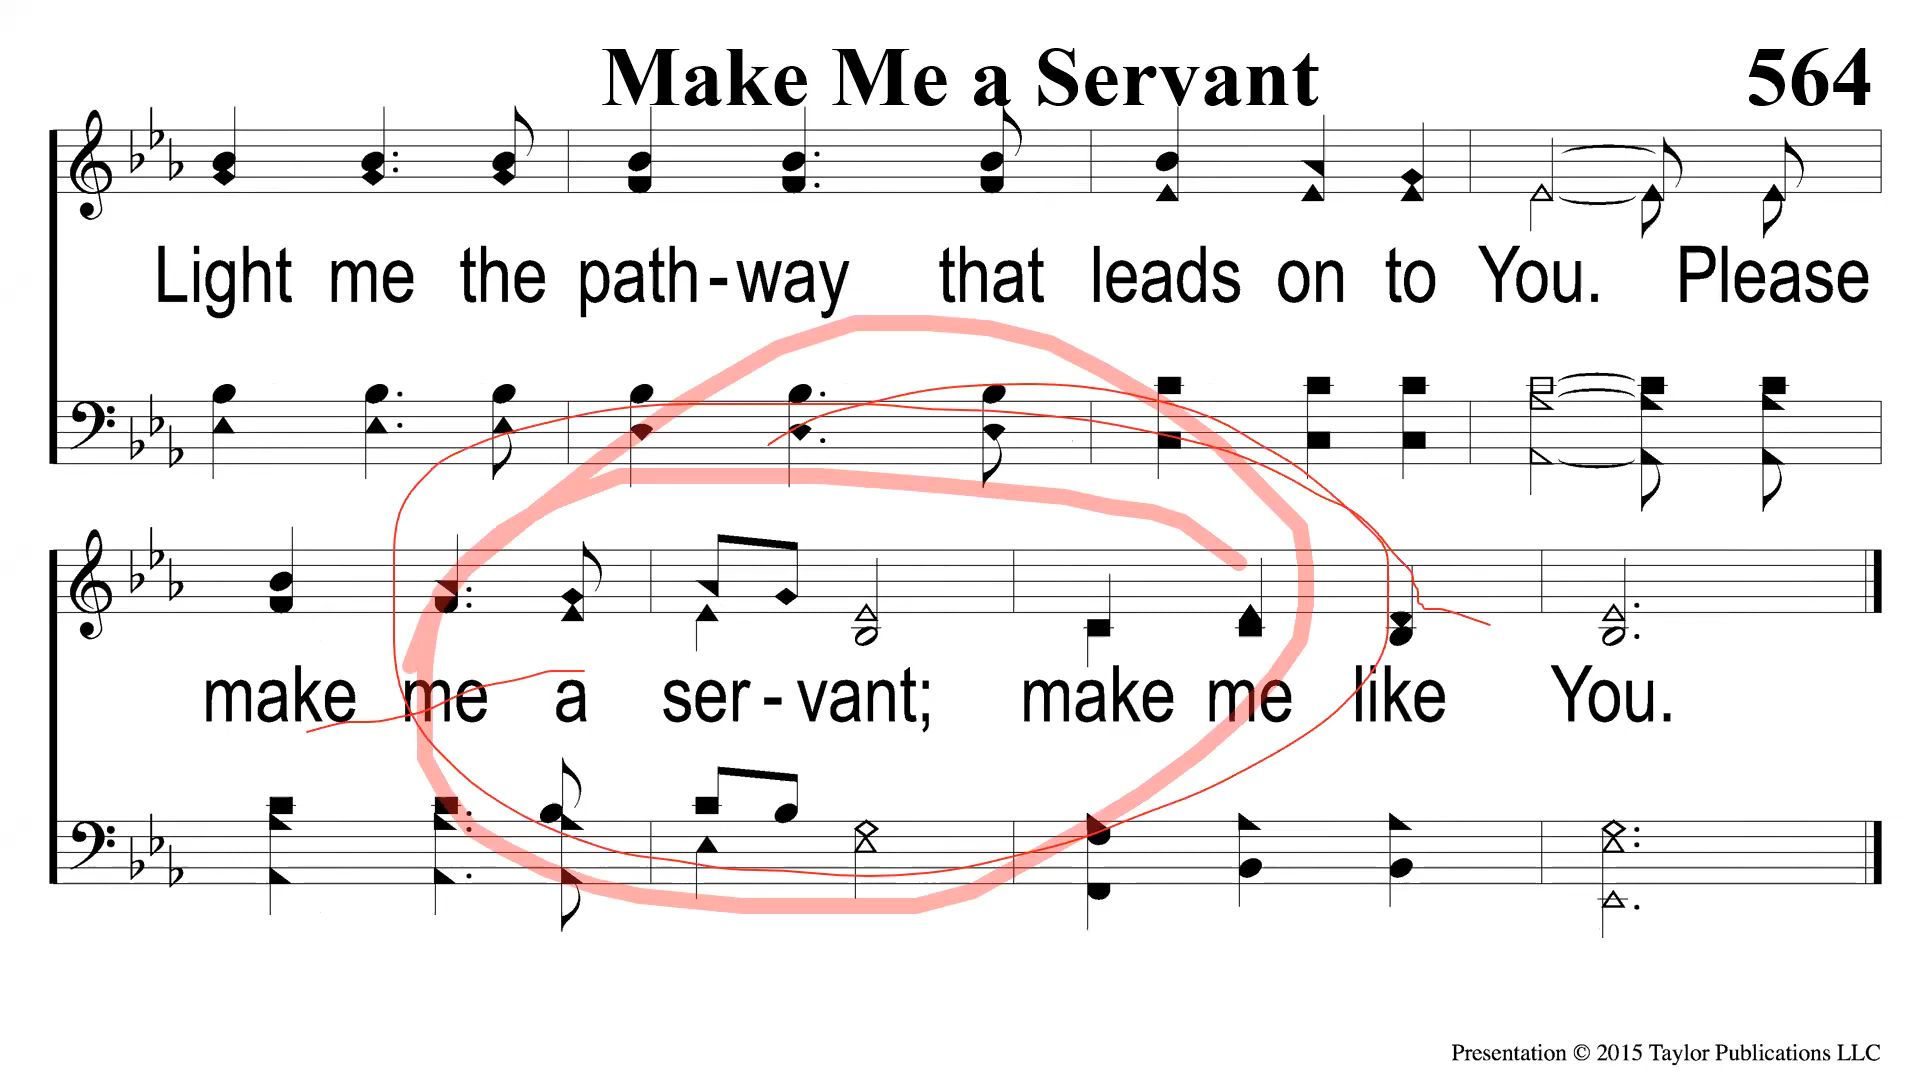 Make Me a Servant 564
Light me the path-way that leads on to You. Please
make me a ser-vant; make me like You.
Presentation © 2015 Taylor Publications LLC